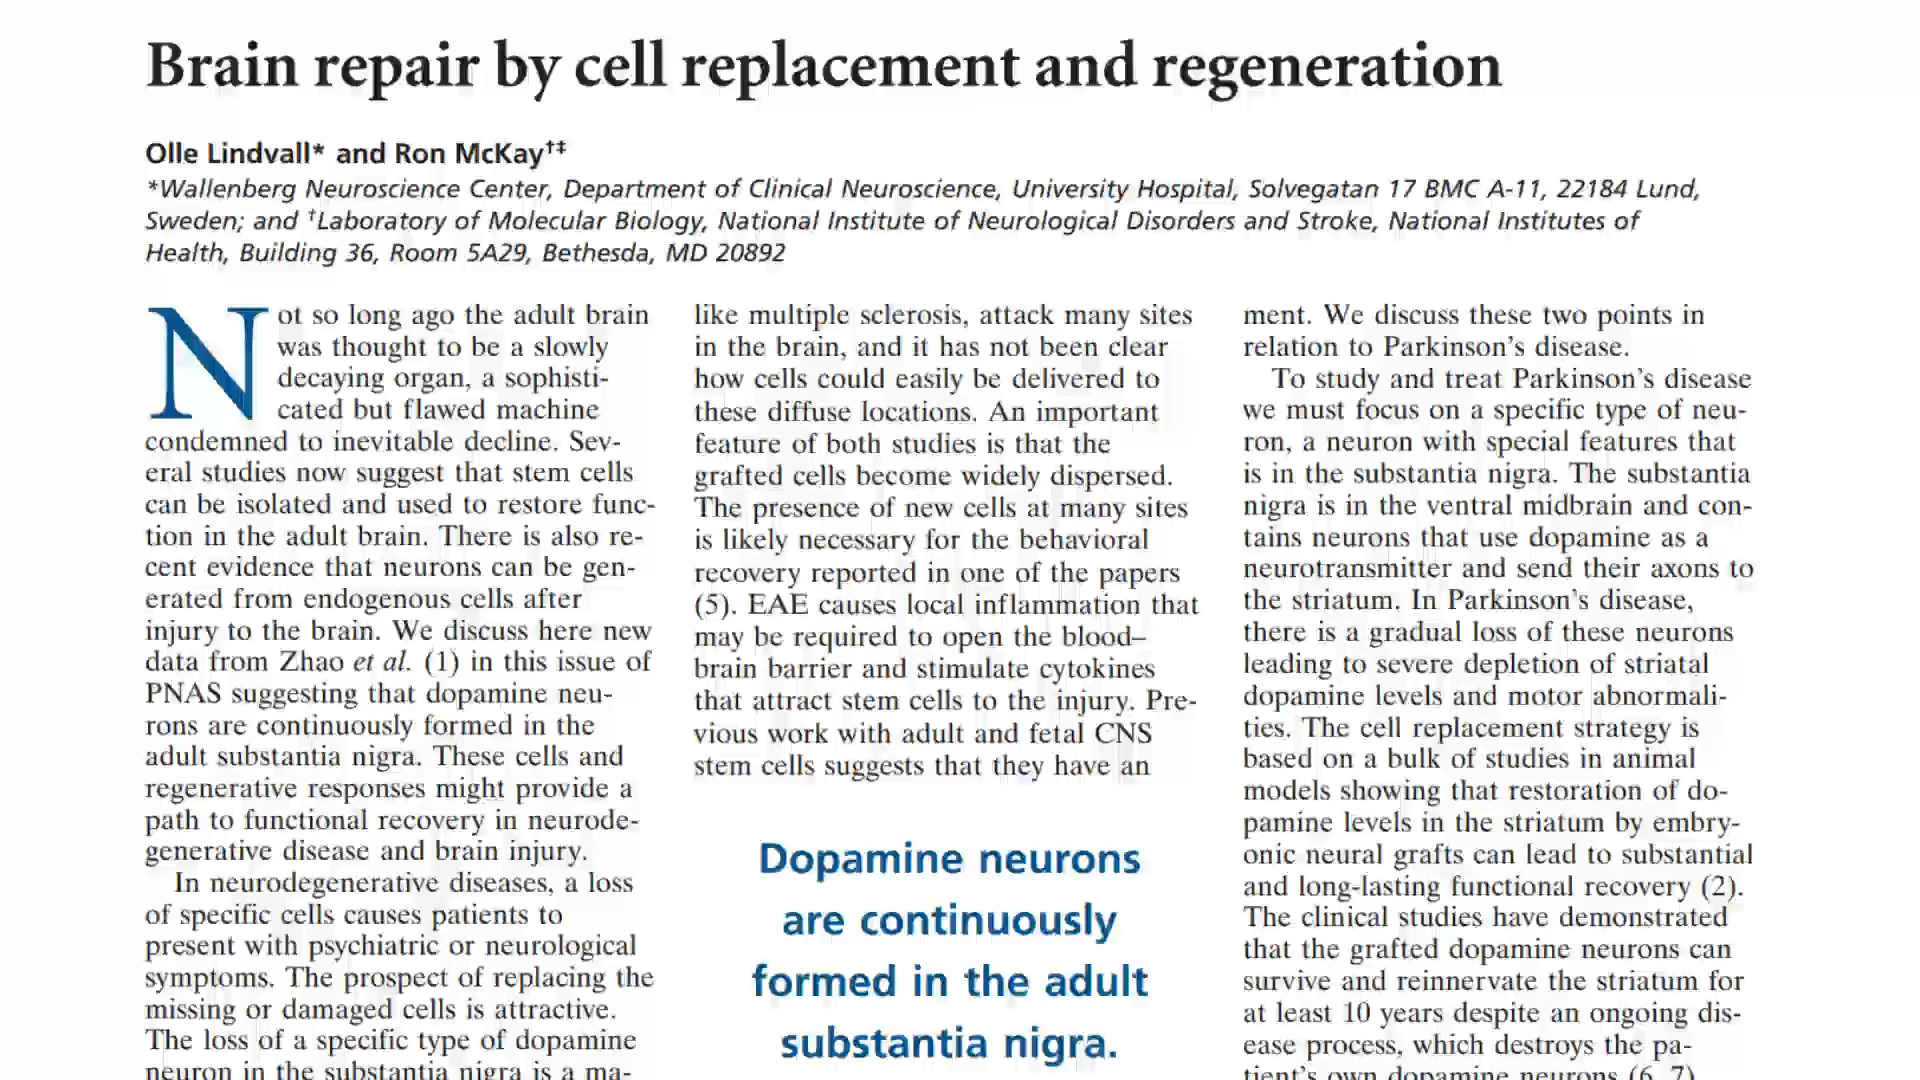 Brain repair by cell replacement and regeneration
Olle Lindvall* and Ron McKay†‡
*Wallenberg Neuroscience Center, Department of Clinical Neuroscience, University Hospital, Solvegatan 17 BMC A-11, 22184 Lund,
Sweden; and †Laboratory of Molecular Biology, National Institute of Neurological Disorders and Stroke, National Institutes of
Health, Building 36, Room 5A29, Bethesda, MD 20892
Not so long ago the adult brain
was thought to be a slowly
decaying organ, a sophisti-
cated but flawed machine
condemned to inevitable decline. Sev-
eral studies now suggest that stem cells
can be isolated and used to restore func-
tion in the adult brain. There is also re-
cent evidence that neurons can be gen-
erated from endogenous cells after
injury to the brain. We discuss here new
data from Zhao et al. (1) in this issue of
PNAS suggesting that dopamine neu-
rons are continuously formed in the
adult substantia nigra. These cells and
regenerative responses might provide a
path to functional recovery in neurode-
generative disease and brain injury.
In neurodegenerative diseases, a loss
of specific cells causes patients to
present with psychiatric or neurological
symptoms. The prospect of replacing the
missing or damaged cells is attractive.
The loss of a specific type of dopamine
neuron in the substantia nigra is a ma-
like multiple sclerosis, attack many sites
in the brain, and it has not been clear
how cells could easily be delivered to
these diffuse locations. An important
feature of both studies is that the
grafted cells become widely dispersed.
The presence of new cells at many sites
is likely necessary for the behavioral
recovery reported in one of the papers
(5). EAE causes local inflammation that
may be required to open the blood–
brain barrier and stimulate cytokines
that attract stem cells to the injury. Pre-
vious work with adult and fetal CNS
stem cells suggests that they have an
Dopamine neurons
are continuously
formed in the adult
substantia nigra.
ment. We discuss these two points in
relation to Parkinson's disease.
To study and treat Parkinson's disease
we must focus on a specific type of neu-
ron, a neuron with special features that
is in the substantia nigra. The substantia
nigra is in the ventral midbrain and con-
tains neurons that use dopamine as a
neurotransmitter and send their axons to
the striatum. In Parkinson's disease,
there is a gradual loss of these neurons
leading to severe depletion of striatal
dopamine levels and motor abnormali-
ties. The cell replacement strategy is
based on a bulk of studies in animal
models showing that restoration of do-
pamine levels in the striatum by embry-
onic neural grafts can lead to substantial
and long-lasting functional recovery (2).
The clinical studies have demonstrated
that the grafted dopamine neurons can
survive and reinnervate the striatum for
at least 10 years despite an ongoing dis-
ease process, which destroys the pa-
tient's own dopamine neurons (6, 7).